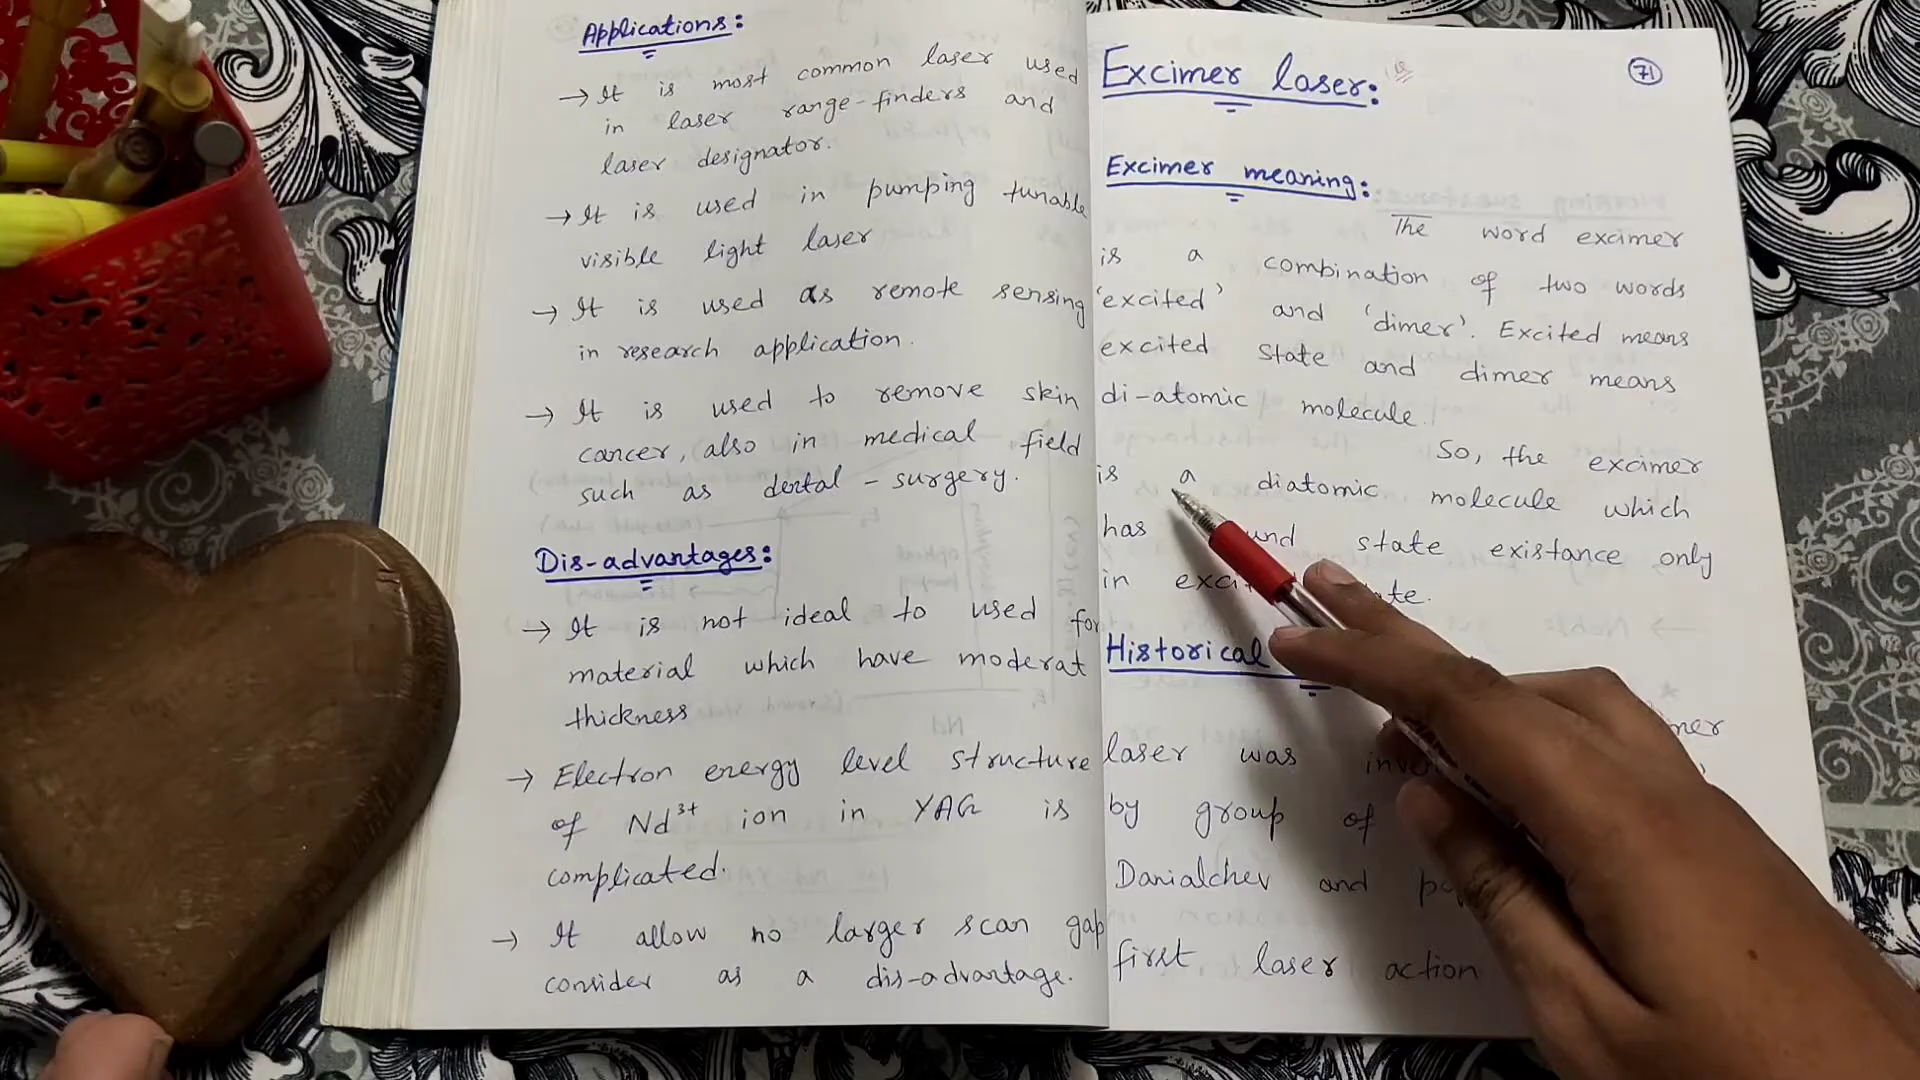 Applications:
→ It is most common laser used
in laser range-finders and
laser designator.
→ It is used in pumping tunable
visible light laser
→ It is used as remote sensing
in research application.
→ It is used to remove skin
cancer, also in medical field
such as dental-surgery.
Dis-advantages:
→ It is not ideal to used for
material which have moderat
thickness
→ Electron energy level structure
of Nd3+ ion in YAG is
complicated.
→ It allow no larger scan gap
consider as a dis-advantage.
Excimer laser:
71
Excimer meaning:
The word excimer
is a combination of two words
'excited' and 'dimer'. Excited means
excited state and dimer means
di-atomic molecule.
So, the excimer
is a diatomic molecule which
has und state existance only
in
Historical
laser was
by group of
Danialchev and
first laser action